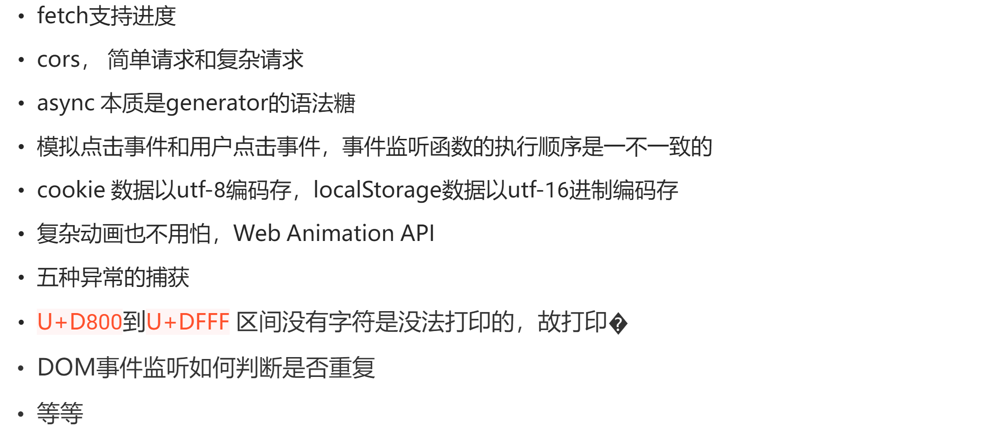 • fetch支持进度
• cors， 简单请求和复杂请求
• async 本质是generator的语法糖
• 模拟点击事件和用户点击事件，事件监听函数的执行顺序是一不一致的
• cookie 数据以utf-8编码存，localStorage数据以utf-16进制编码存
• 复杂动画也不用怕，Web Animation API
• 五种异常的捕获
• U+D800到U+DFFF 区间没有字符是没法打印的，故打印�
• DOM事件监听如何判断是否重复
• 等等